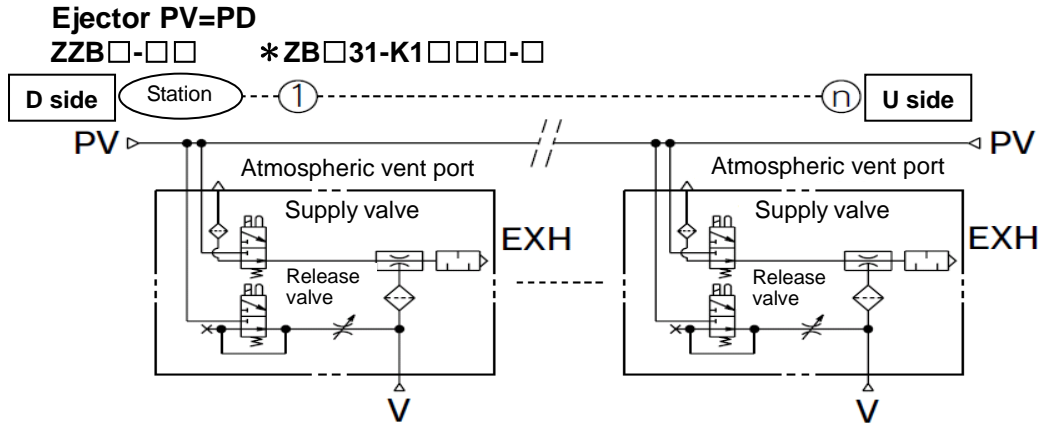 Ejector PV=PD
ZZB□-□□ ＊ZB□31-K1□□□-□
D side Station 1 n U side
PV PV
Atmospheric vent port Atmospheric vent port
Supply valve Supply valve
EXH EXH
Release Release
valve valve
V V